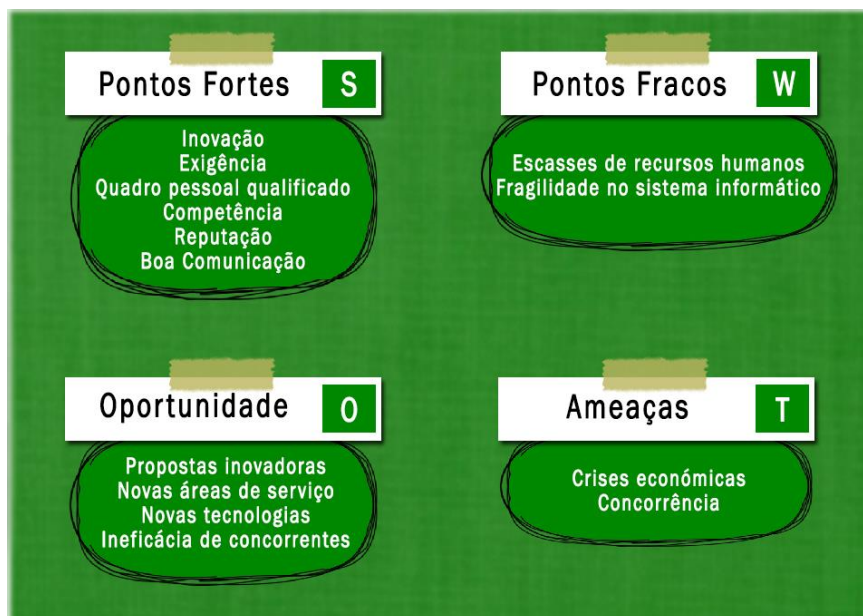 Pontos Fortes S
Inovação
Exigência
Quadro pessoal qualificado
Competência
Reputação
Boa Comunicação
Pontos Fracos W
Escasses de recursos humanos
Fragilidade no sistema informático
Oportunidade O
Propostas inovadoras
Novas áreas de serviço
Novas tecnologias
Ineficácia de concorrentes
Ameaças T
Crises económicas
Concorrência